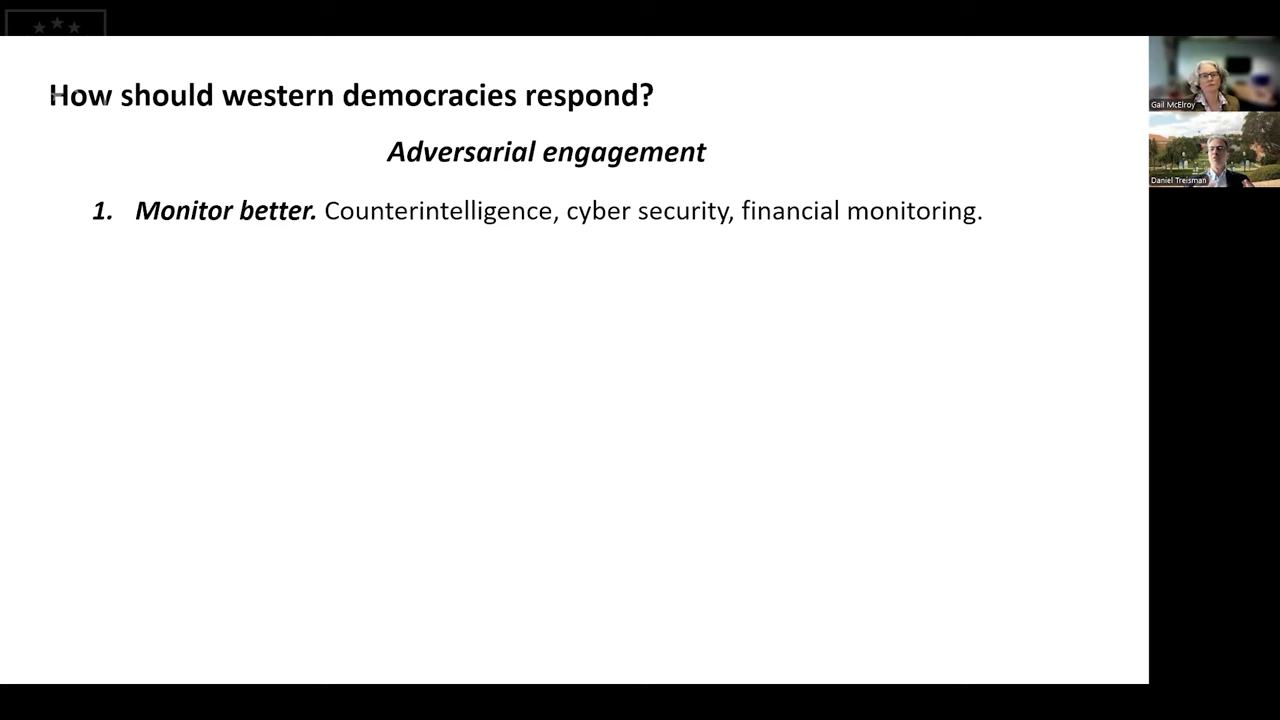 How should western democracies respond?
Adversarial engagement
1. Monitor better. Counterintelligence, cyber security, financial monitoring.
Gail McElroy
Daniel Treisman